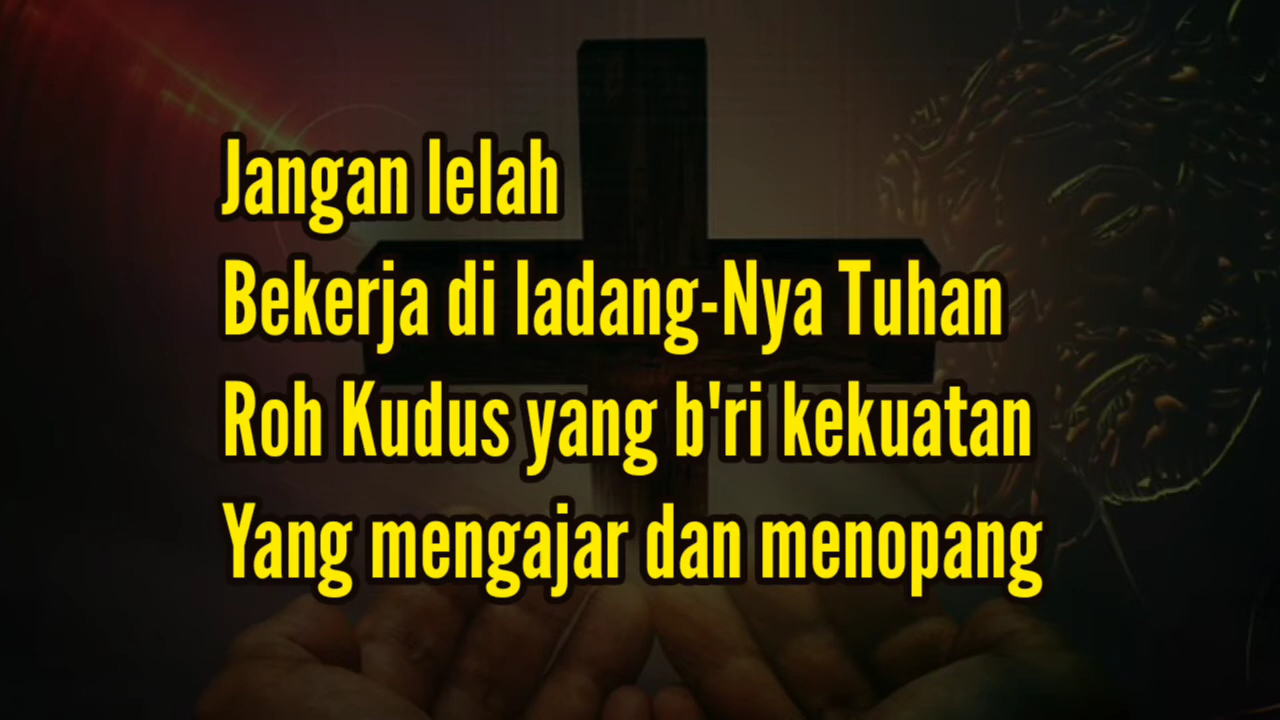 Jangan lelah
Bekerja di ladang-Nya Tuhan
Roh Kudus yang b'ri kekuatan
Yang mengajar dan menopang